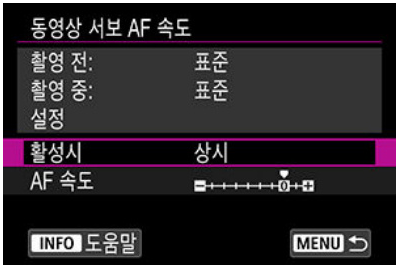 동영상 서보 AF 속도
촬영 전: 표준
촬영 중: 표준
설정
활성시 상시
AF 속도 0
INFO 도움말 MENU